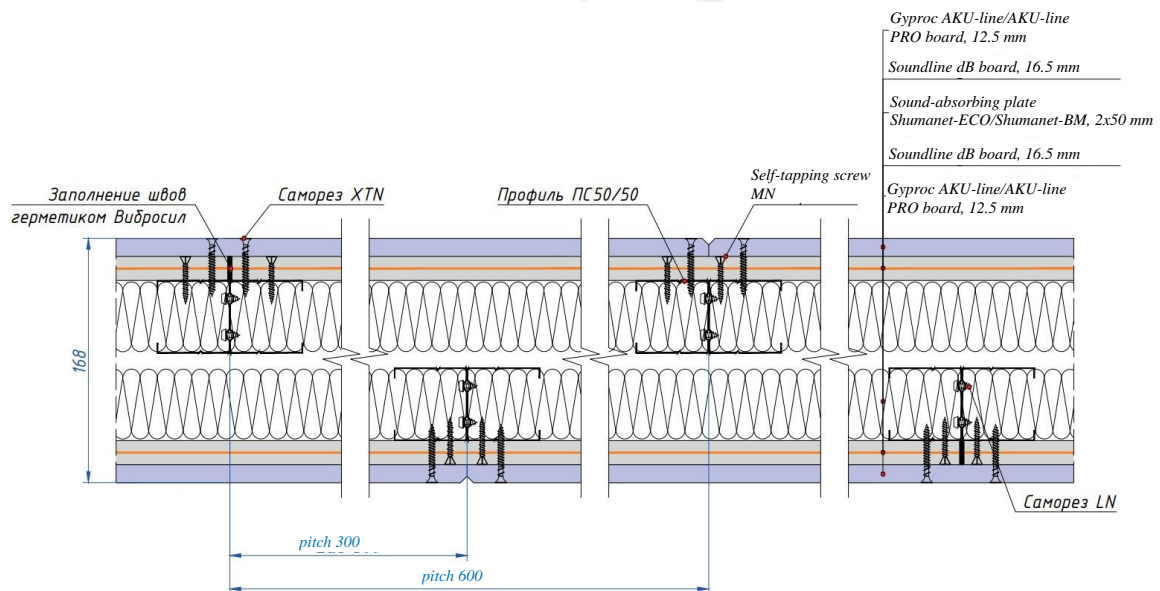 Gyproc AKU-line/AKU-line
PRO board, 12.5 mm
Soundline dB board, 16.5 mm
Sound-absorbing plate
Shumanet-ECO/Shumanet-BM, 2x50 mm
Soundline dB board, 16.5 mm
Gyproc AKU-line/AKU-line
PRO board, 12.5 mm
Заполнение швов
герметиком Вибросил
Саморез XTN
Профиль ПС50/50
Self-tapping screw
MN
168
Саморез LN
pitch 300
pitch 600